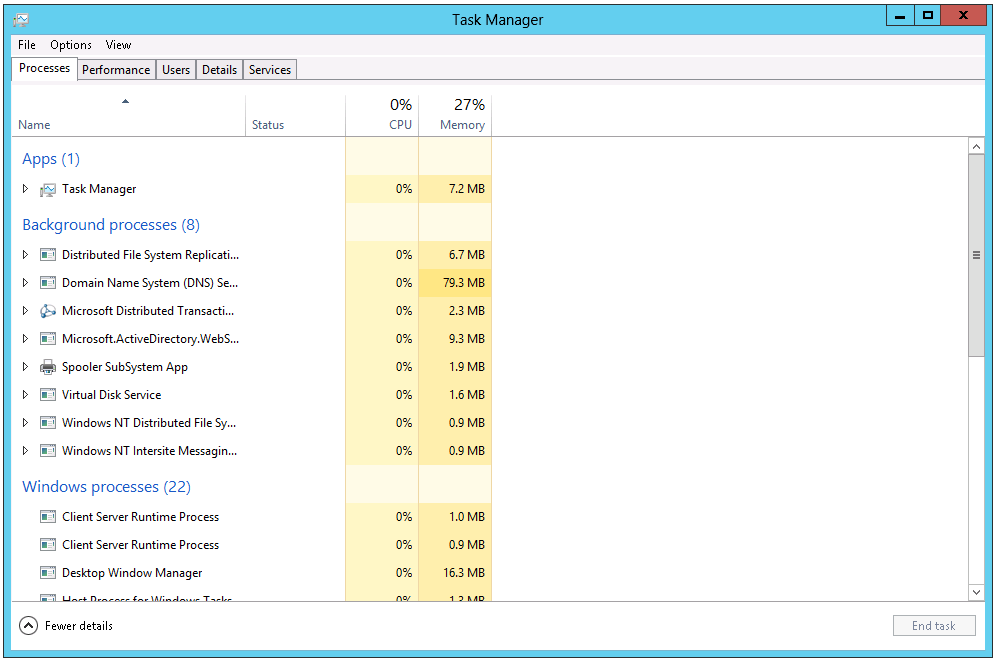 Task Manager
File Options View
Processes Performance Users Details Services
0% 27%
Name Status CPU Memory
Apps (1)
Task Manager 0% 7.2 MB
Background processes (8)
Distributed File System Replicati... 0% 6.7 MB
Domain Name System (DNS) Se... 0% 79.3 MB
Microsoft Distributed Transacti... 0% 2.3 MB
Microsoft.ActiveDirectory.WebS... 0% 9.3 MB
Spooler SubSystem App 0% 1.9 MB
Virtual Disk Service 0% 1.6 MB
Windows NT Distributed File Sy... 0% 0.9 MB
Windows NT Intersite Messagin... 0% 0.9 MB
Windows processes (22)
Client Server Runtime Process 0% 1.0 MB
Client Server Runtime Process 0% 0.9 MB
Desktop Window Manager 0% 16.3 MB
Host Process for Windows Tasks 0% 1.3 MB
Fewer details End task